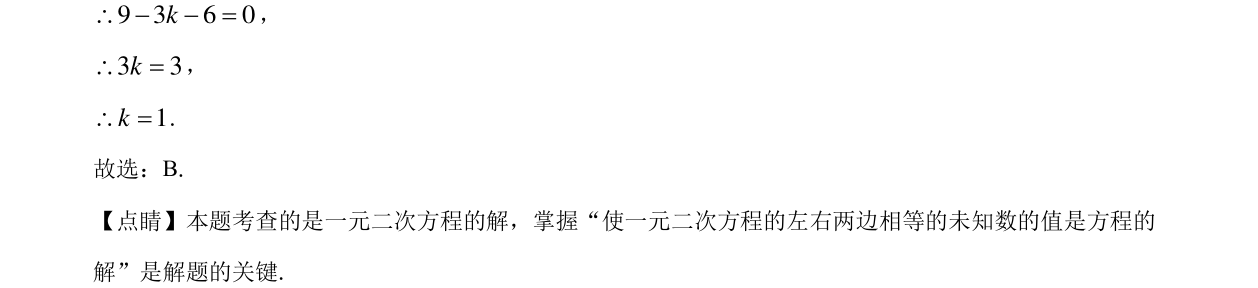 ∴9−3k−6=0，
∴3k=3，
∴k=1.
故选：B.
【点睛】本题考查的是一元二次方程的解，掌握“使一元二次方程的左右两边相等的未知数的值是方程的
解”是解题的关键.